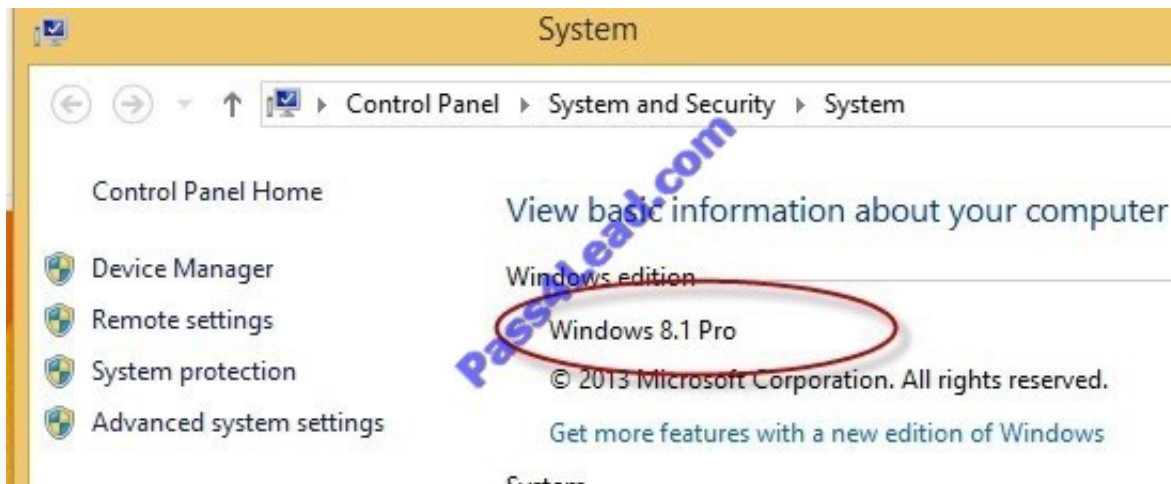 System
Control Panel System and Security System
Control Panel Home
View basic information about your computer
Device Manager
Windows edition
Remote settings
Windows 8.1 Pro
System protection
© 2013 Microsoft Corporation. All rights reserved.
Advanced system settings
Get more features with a new edition of Windows
System
Pass4Lead.com